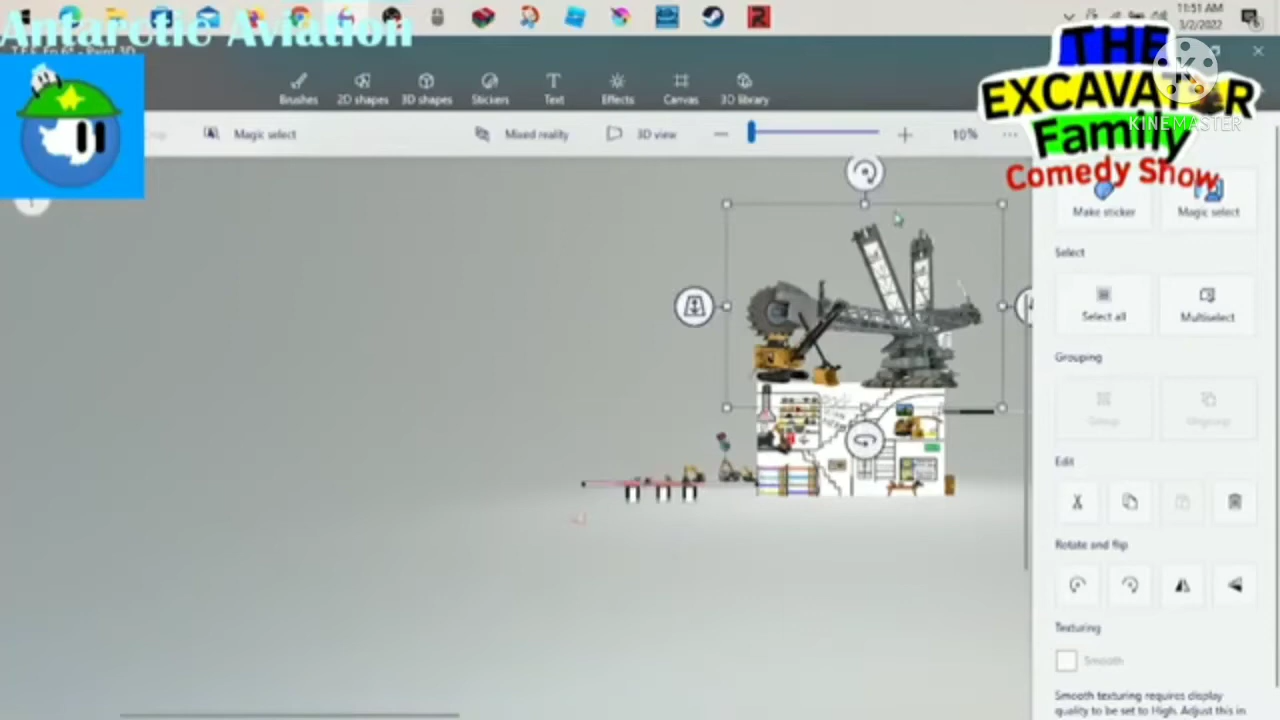 11:51 AM
3/2/2022
Antarctic Aviation
THE
EXCAVATOR
Family
Comedy Show
KINEMASTER
Brushes
2D shapes
3D shapes
Stickers
Text
Effects
Canvas
3D library
Magic select
Mixed reality
3D view
10%
Make sticker
Magic select
Select
Select all
Multiselect
Grouping
Group
Ungroup
Edit
Rotate and flip
Texturing
Smooth
Smooth texturing requires display
quality to be set to High. Adjust this in